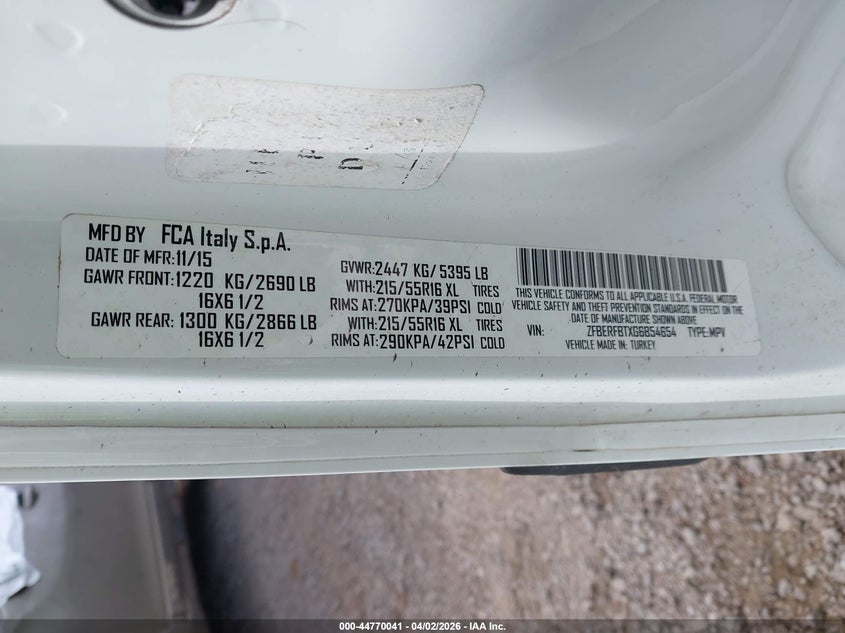 MFD BY FCA Italy S.p.A.
DATE OF MFR:11/15
GAWR FRONT:1220 KG/2690 LB
16X6 1/2
GAWR REAR:1300 KG/2866 LB
16X6 1/2
GVWR:2447 KG/5395 LB
WITH:215/55R16 XL TIRES
RIMS AT:270KPA/39PSI COLD
WITH:215/55R16 XL TIRES
RIMS AT:290KPA/42PSI COLD
THIS VEHICLE CONFORMS TO ALL APPLICABLE U.S.A. FEDERAL MOTOR
VEHICLE SAFETY AND THEFT PREVENTION STANDARDS IN EFFECT ON THE
DATE OF MANUFACTURE SHOWN ABOVE
VIN: ZFBERFBTXG6B54654 TYPE:MPV
VEHICLE MADE IN: TURKEY
000-44770041 - 04/02/2026 - IAA Inc.